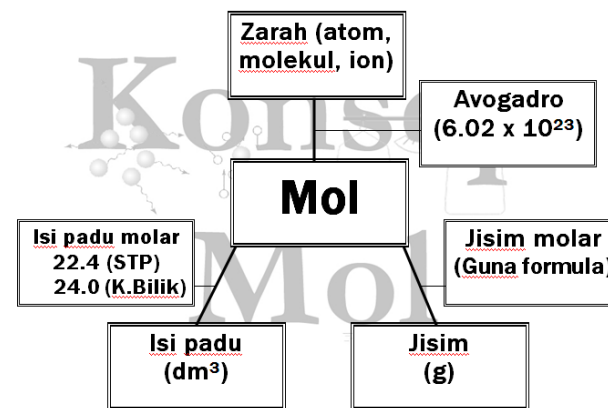 Zarah (atom,
molekul, ion)
Avogadro
(6.02 x 10²³)
Konsep
Mol
Mol
Isi padu molar
22.4 (STP)
24.0 (K.Bilik)
Jisim molar
(Guna formula)
Isi padu
(dm³)
Jisim
(g)